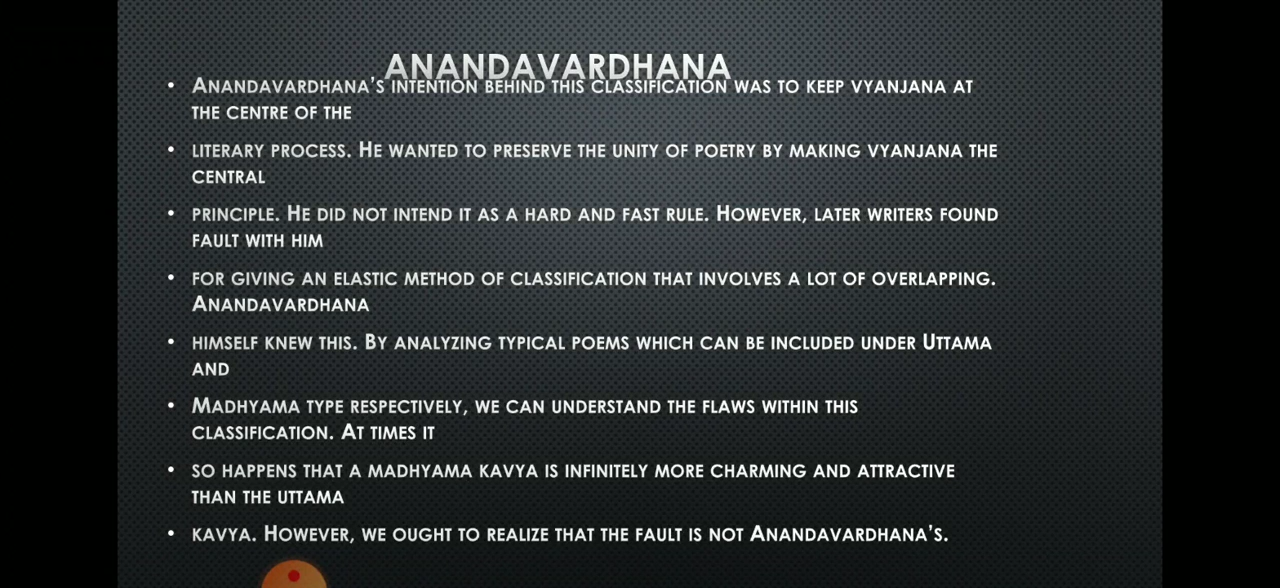 ANANDAVARDHANA
• ANANDAVARDHANA'S INTENTION BEHIND THIS CLASSIFICATION WAS TO KEEP VYANJANA AT
THE CENTRE OF THE
• LITERARY PROCESS. HE WANTED TO PRESERVE THE UNITY OF POETRY BY MAKING VYANJANA THE
CENTRAL
• PRINCIPLE. HE DID NOT INTEND IT AS A HARD AND FAST RULE. HOWEVER, LATER WRITERS FOUND
FAULT WITH HIM
• FOR GIVING AN ELASTIC METHOD OF CLASSIFICATION THAT INVOLVES A LOT OF OVERLAPPING.
ANANDAVARDHANA
• HIMSELF KNEW THIS. BY ANALYZING TYPICAL POEMS WHICH CAN BE INCLUDED UNDER UTTAMA
AND
• MADHYAMA TYPE RESPECTIVELY, WE CAN UNDERSTAND THE FLAWS WITHIN THIS
CLASSIFICATION. AT TIMES IT
• SO HAPPENS THAT A MADHYAMA KAVYA IS INFINITELY MORE CHARMING AND ATTRACTIVE
THAN THE UTTAMA
• KAVYA. HOWEVER, WE OUGHT TO REALIZE THAT THE FAULT IS NOT ANANDAVARDHANA'S.